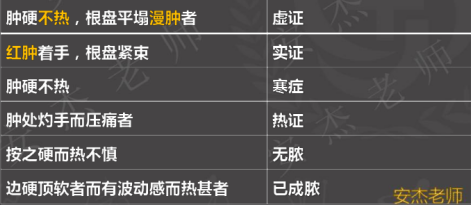 肿硬不热，根盘平塌漫肿者 虚证
红肿着手，根盘紧束 实证
肿硬不热 寒症
肿处灼手而压痛者 热证
按之硬而热不慎 无脓
边硬顶软者而有波动感而热甚者 已成脓
安杰老师